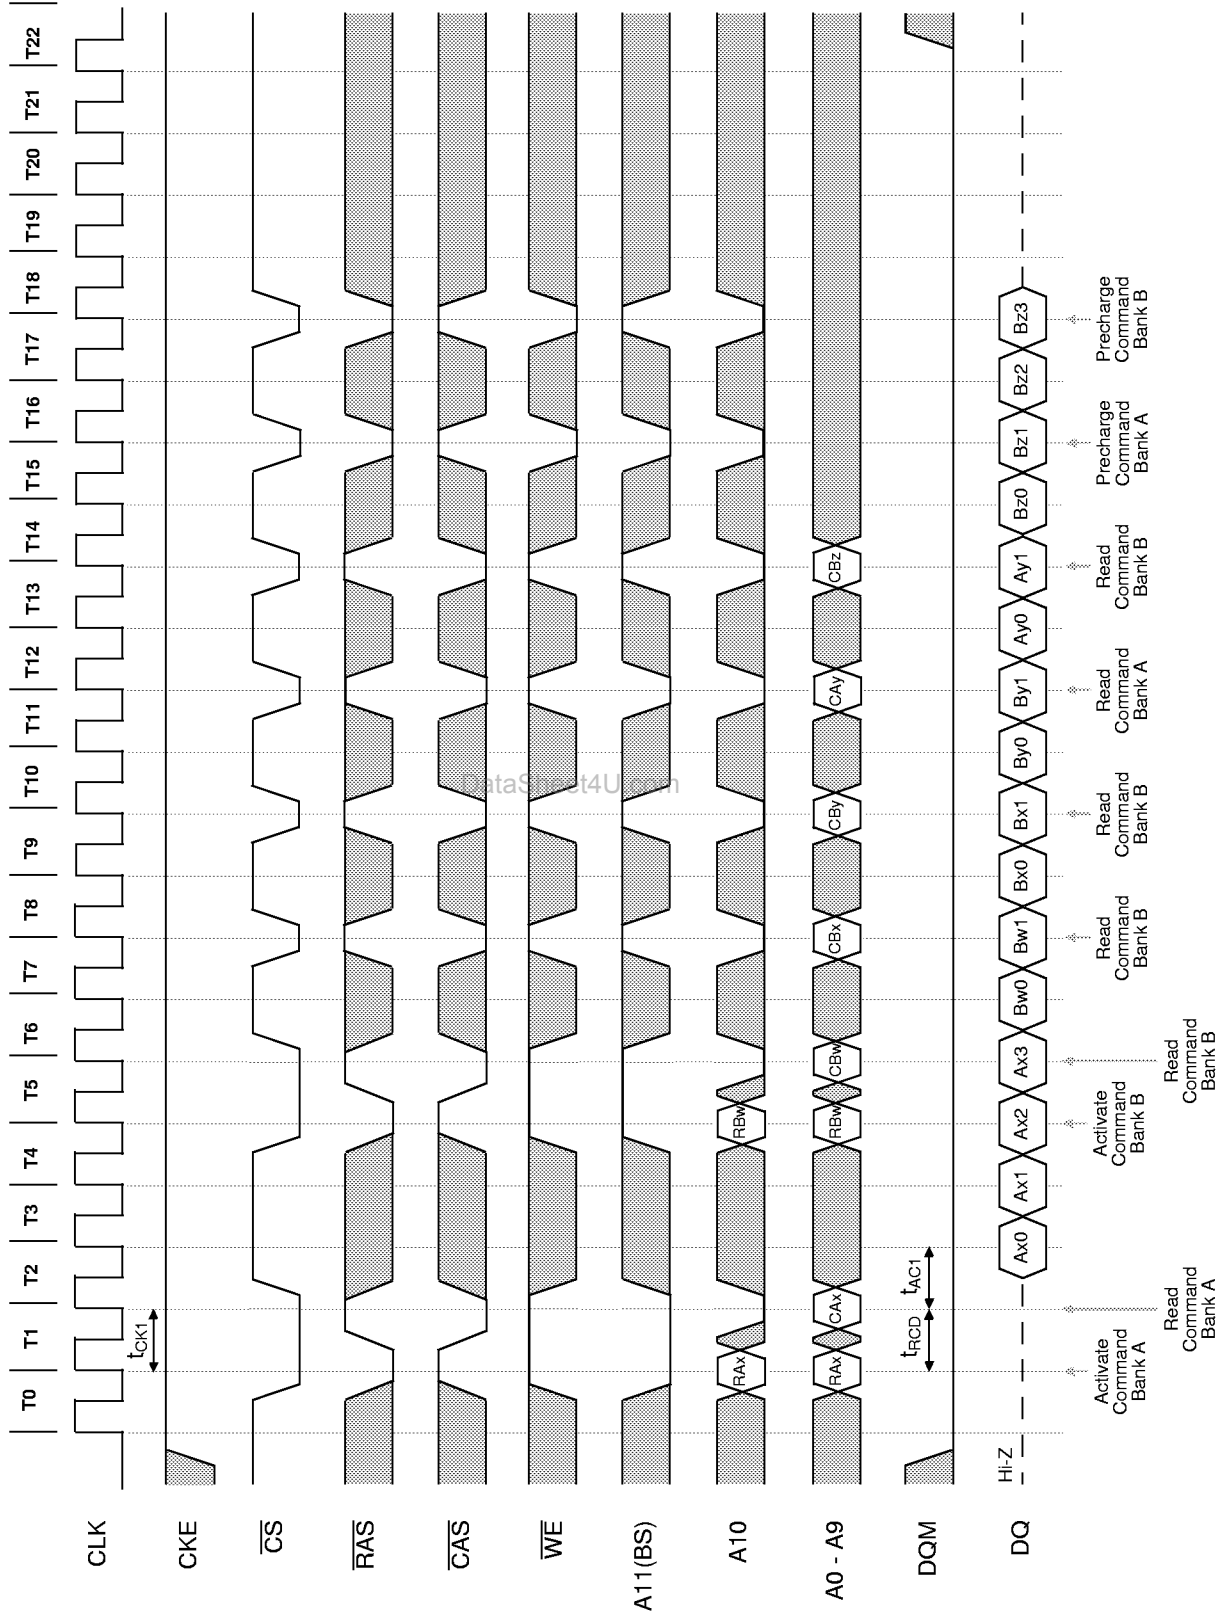 T0 T1 T2 T3 T4 T5 T6 T7 T8 T9 T10 T11 T12 T13 T14 T15 T16 T17 T18 T19 T20 T21 T22
CLK
tCK1
CKE
CS
RAS
CAS
DataSheet4U.com
WE
A11(BS)
A10
RAx
RBw
A0 - A9
RAx
CAx
RBw
CBw
CBx
CBy
CAy
CBz
tRCD
tAC1
DQM
Hi-Z
DQ
Ax0
Ax1
Ax2
Ax3
Bw0
Bw1
Bx0
Bx1
By0
By1
Ay0
Ay1
Bz0
Bz1
Bz2
Bz3
Activate
Command
Bank A
Read
Command
Bank A
Activate
Command
Bank B
Read
Command
Bank B
Read
Command
Bank B
Read
Command
Bank B
Read
Command
Bank A
Read
Command
Bank B
Precharge
Command
Bank A
Precharge
Command
Bank B